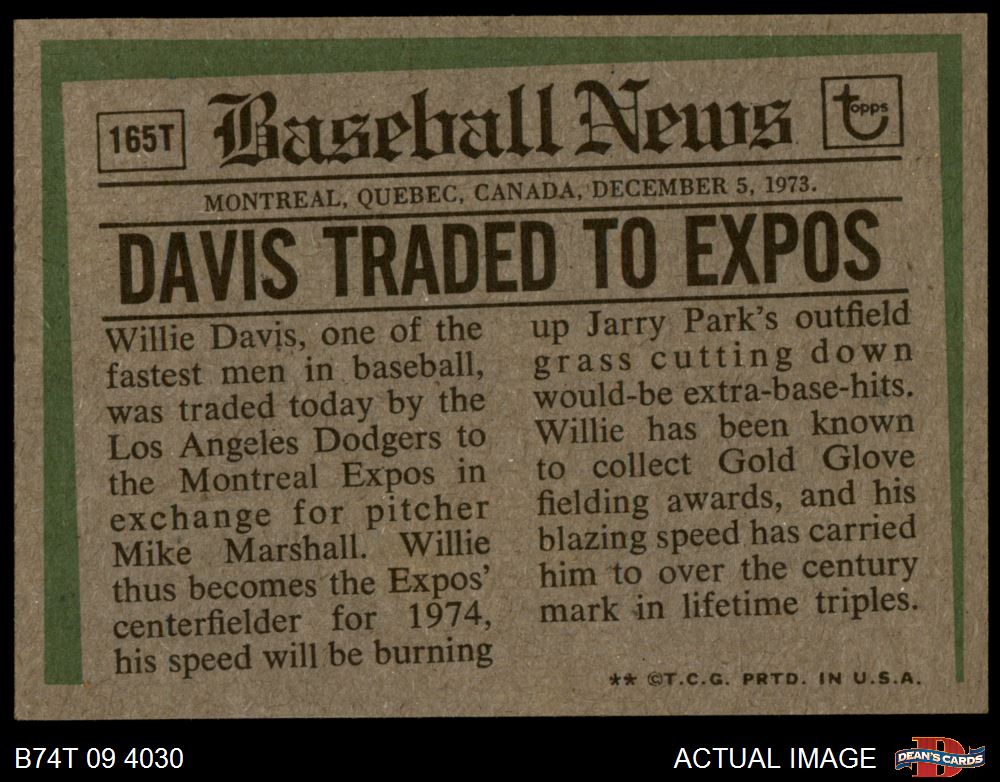 165T
Baseball News
topps
MONTREAL, QUEBEC, CANADA, DECEMBER 5, 1973.
DAVIS TRADED TO EXPOS
Willie Davis, one of the
fastest men in baseball,
was traded today by the
Los Angeles Dodgers to
the Montreal Expos in
exchange for pitcher
Mike Marshall. Willie
thus becomes the Expos'
centerfielder for 1974,
his speed will be burning
up Jarry Park's outfield
grass cutting down
would-be extra-base-hits.
Willie has been known
to collect Gold Glove
fielding awards, and his
blazing speed has carried
him to over the century
mark in lifetime triples.
** ©T.C.G. PRTD. IN U.S.A.
B74T 09 4030
ACTUAL IMAGE
D
DEAN'S CARDS